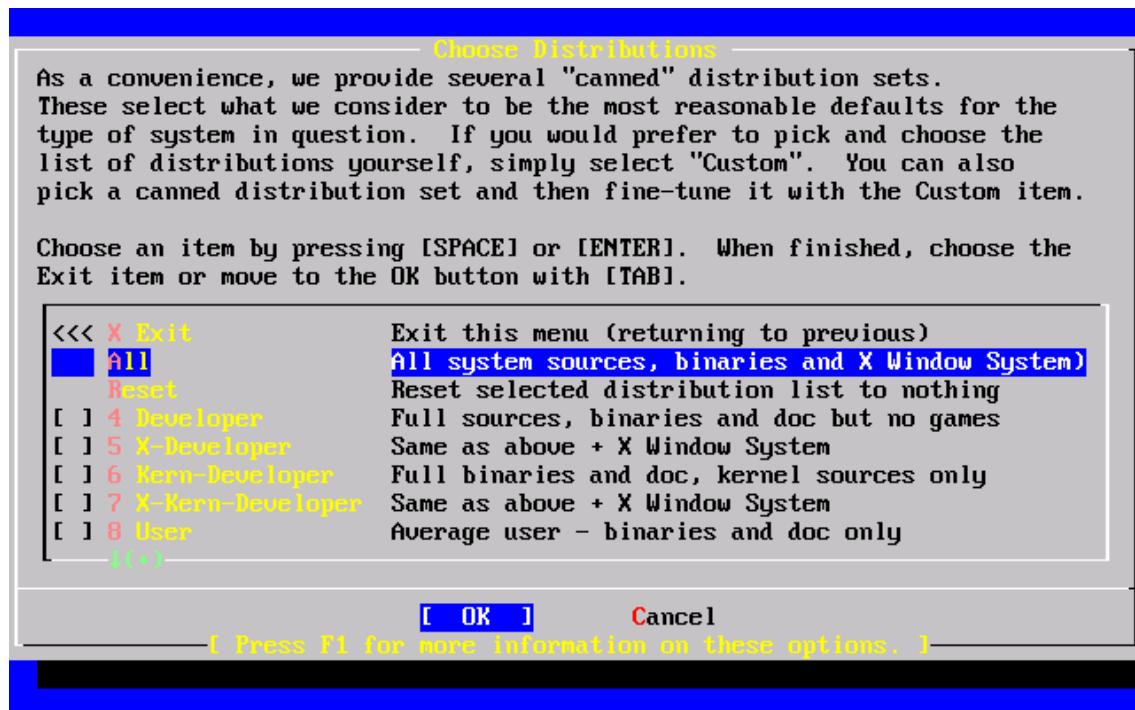 Choose Distributions
As a convenience, we provide several "canned" distribution sets.
These select what we consider to be the most reasonable defaults for the
type of system in question.  If you would prefer to pick and choose the
list of distributions yourself, simply select "Custom".  You can also
pick a canned distribution set and then fine-tune it with the Custom item.
Choose an item by pressing [SPACE] or [ENTER].  When finished, choose the
Exit item or move to the OK button with [TAB].
<<< X Exit Exit this menu (returning to previous)
All All system sources, binaries and X Window System)
Reset Reset selected distribution list to nothing
[ ] 4 Developer Full sources, binaries and doc but no games
[ ] 5 X-Developer Same as above + X Window System
[ ] 6 Kern-Developer Full binaries and doc, kernel sources only
[ ] 7 X-Kern-Developer Same as above + X Window System
[ ] 8 User Average user - binaries and doc only
↓(+)
[ OK ] Cancel
[ Press F1 for more information on these options. ]